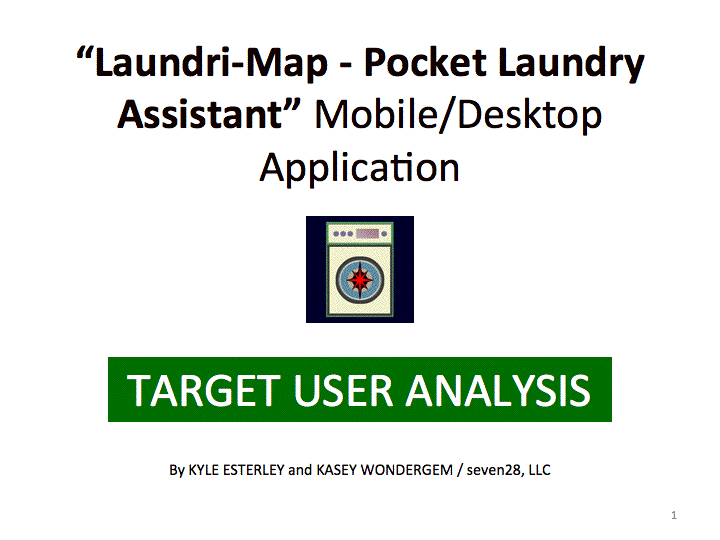 “Laundri-Map - Pocket Laundry
Assistant” Mobile/Desktop
Application
TARGET USER ANALYSIS
By KYLE ESTERLEY and KASEY WONDERGEM / seven28, LLC
1